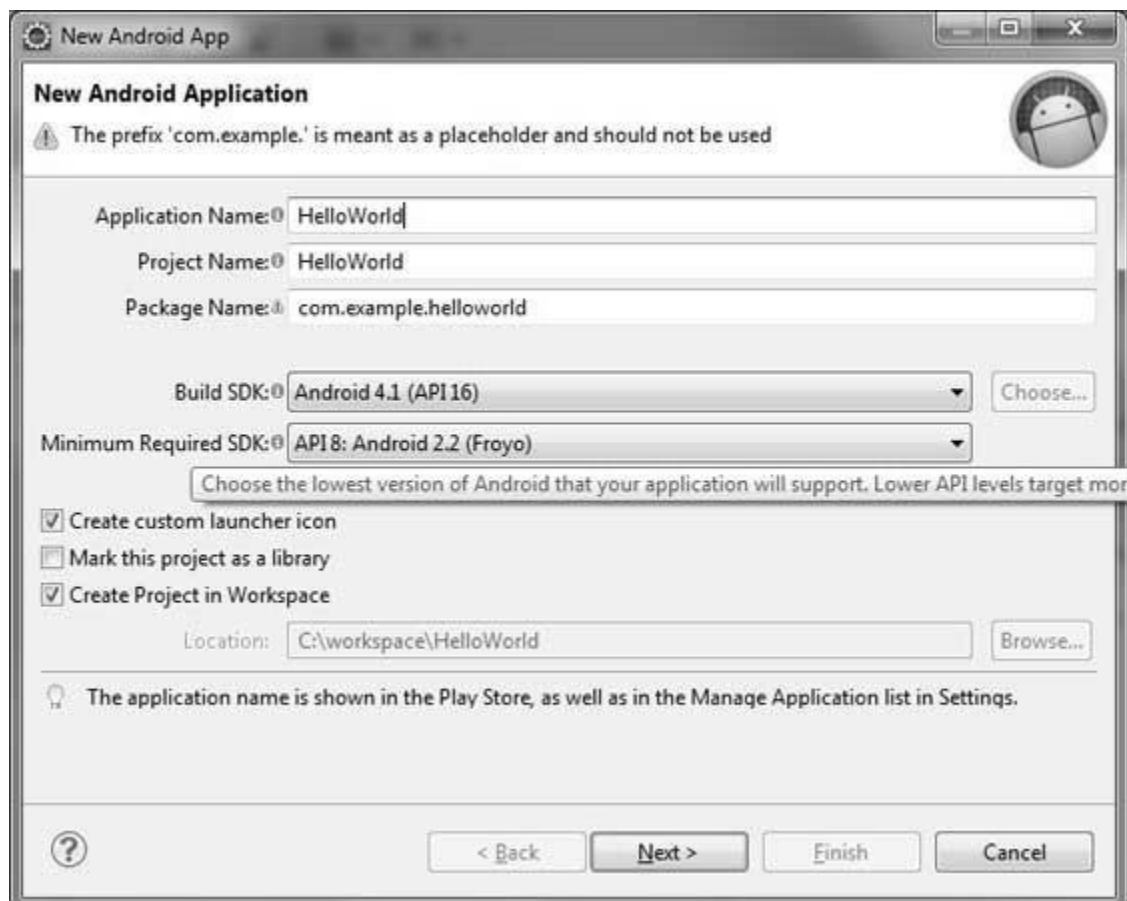 New Android App
New Android Application
The prefix 'com.example.' is meant as a placeholder and should not be used
Application Name: HelloWorld
Project Name: HelloWorld
Package Name: com.example.helloworld
Build SDK: Android 4.1 (API 16) Choose...
Minimum Required SDK: API 8: Android 2.2 (Froyo)
Choose the lowest version of Android that your application will support. Lower API levels target mor
Create custom launcher icon
Mark this project as a library
Create Project in Workspace
Location: C:\workspace\HelloWorld Browse...
The application name is shown in the Play Store, as well as in the Manage Application list in Settings.
? < Back Next > Finish Cancel